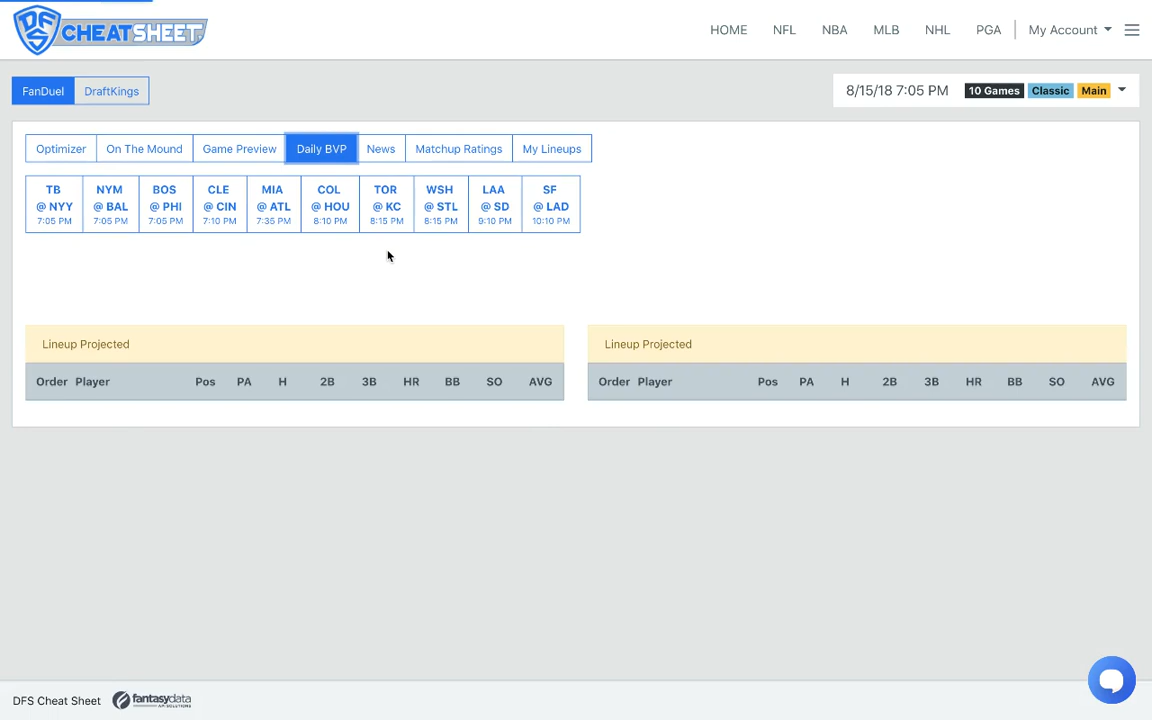 DFS CHEATSHEET
HOME NFL NBA MLB NHL PGA My Account
FanDuel DraftKings
8/15/18 7:05 PM 10 Games Classic Main
Optimizer On The Mound Game Preview Daily BVP News Matchup Ratings My Lineups
TB NYM BOS CLE MIA COL TOR WSH LAA SF
@ NYY @ BAL @ PHI @ CIN @ ATL @ HOU @ KC @ STL @ SD @ LAD
7:05 PM 7:05 PM 7:05 PM 7:10 PM 7:35 PM 8:10 PM 8:15 PM 8:15 PM 9:10 PM 10:10 PM
Lineup Projected Lineup Projected
Order Player Pos PA H 2B 3B HR BB SO AVG Order Player Pos PA H 2B 3B HR BB SO AVG
DFS Cheat Sheet fantasydata
API SOLUTIONS